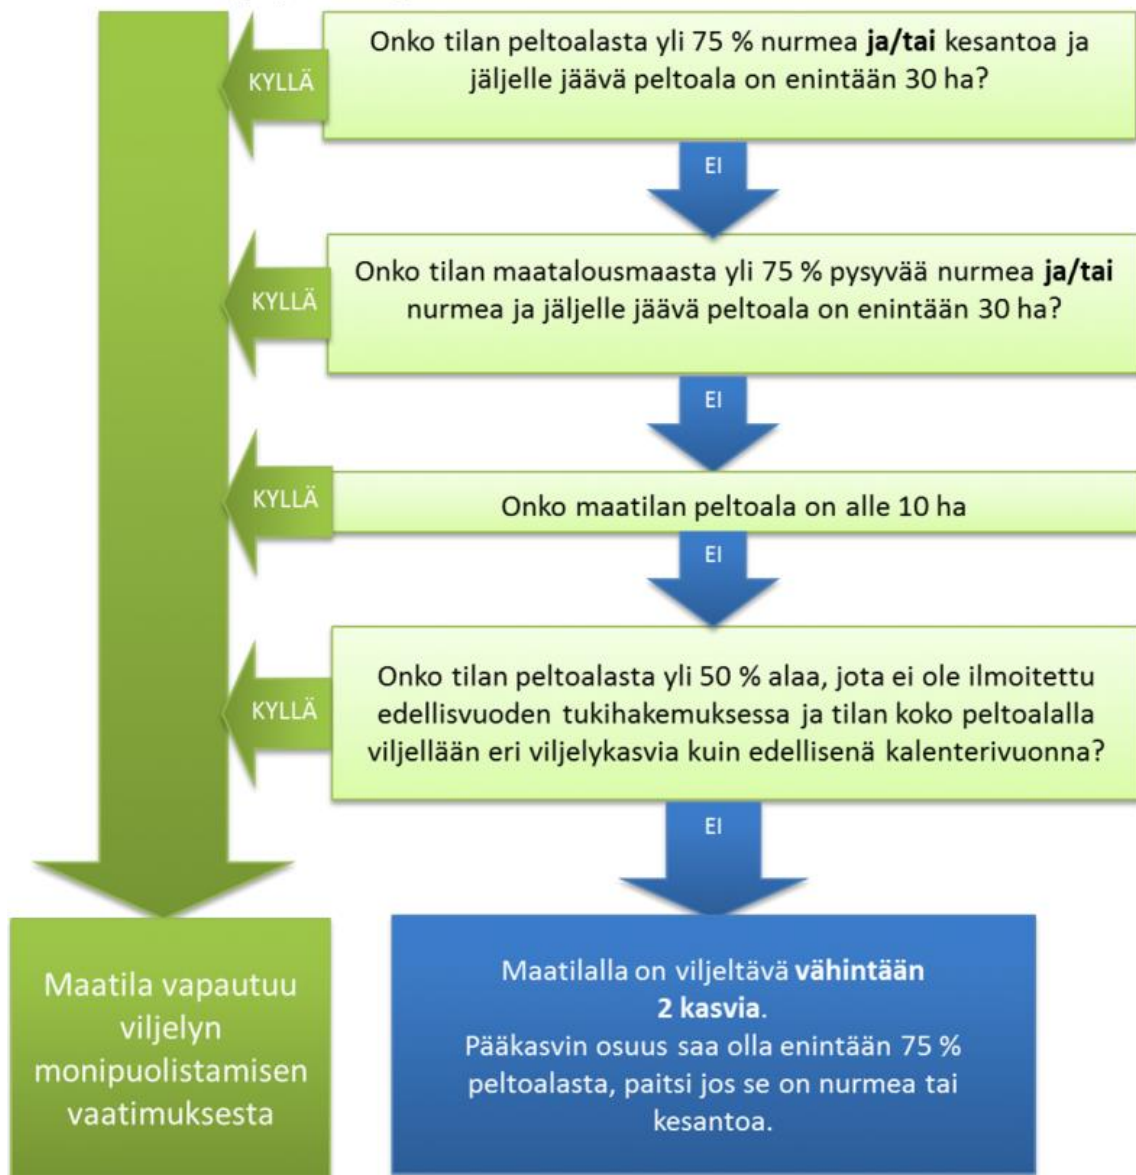 Onko tilan peltoalasta yli 75 % nurmea ja/tai kesantoa ja
jäljelle jäävä peltoala on enintään 30 ha?
KYLLÄ
EI
Onko tilan maatalousmaasta yli 75 % pysyvää nurmea ja/tai
nurmea ja jäljelle jäävä peltoala on enintään 30 ha?
KYLLÄ
EI
Onko maatilan peltoala on alle 10 ha
KYLLÄ
EI
Onko tilan peltoalasta yli 50 % alaa, jota ei ole ilmoitettu
edellisvuoden tukihakemuksessa ja tilan koko peltoalalla
viljellään eri viljelykasvia kuin edellisenä kalenterivuonna?
KYLLÄ
EI
Maatila vapautuu
viljelyn
monipuolistamisen
vaatimuksesta
Maatilalla on viljeltävä vähintään
2 kasvia.
Pääkasvin osuus saa olla enintään 75 %
peltoalasta, paitsi jos se on nurmea tai
kesantoa.